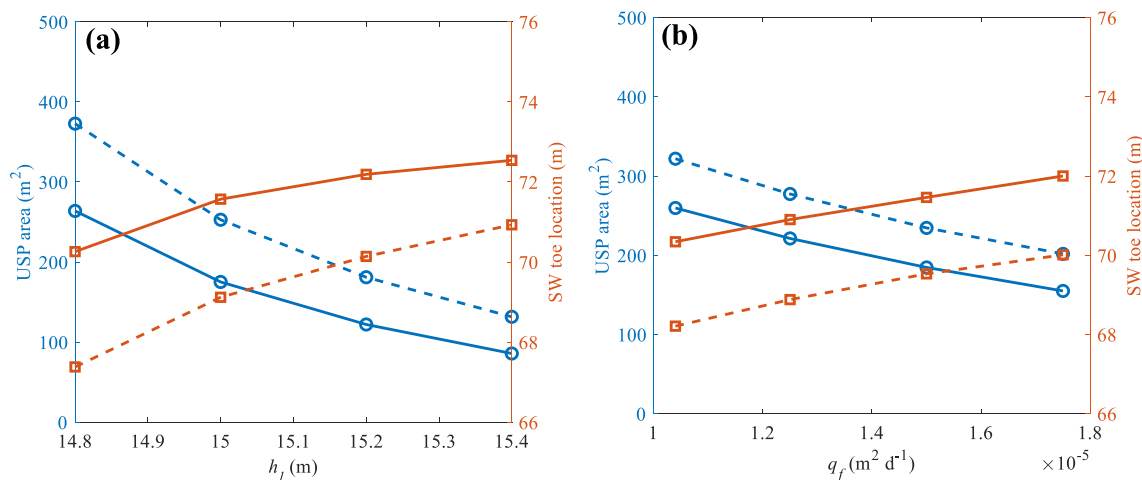 (a)
500
400
300
200
100
0
USP area (m²)
76
74
72
70
68
66
SW toe location (m)
14.8 14.9 15 15.1 15.2 15.3 15.4
h₁ (m)
(b)
500
400
300
200
100
0
USP area (m²)
76
74
72
70
68
66
SW toe location (m)
1 1.2 1.4 1.6 1.8
q_f (m² d⁻¹) ×10⁻⁵